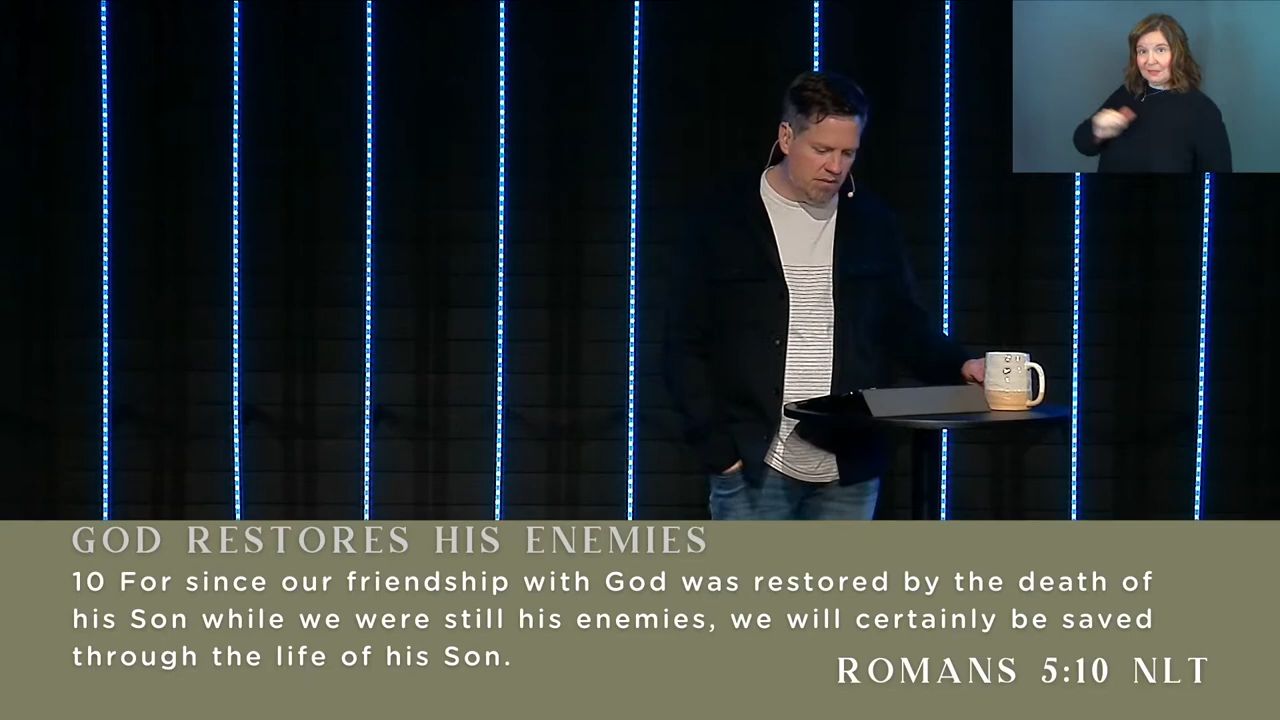 GOD RESTORES HIS ENEMIES
10 For since our friendship with God was restored by the death of
his Son while we were still his enemies, we will certainly be saved
through the life of his Son.
ROMANS 5:10 NLT